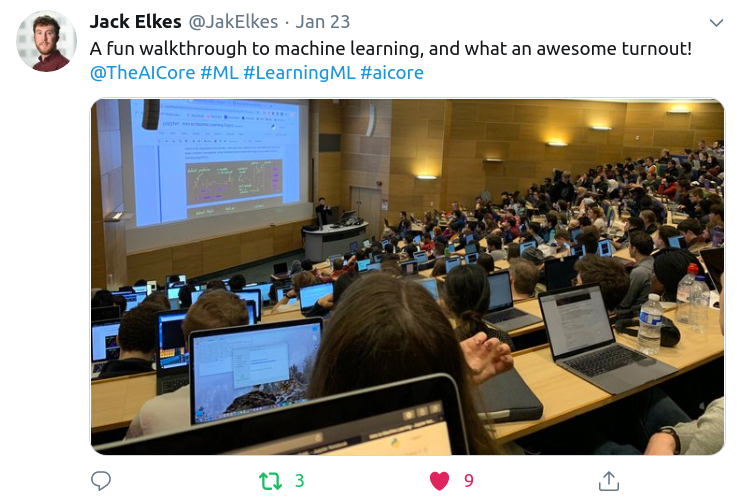 Jack Elkes @JakElkes · Jan 23
A fun walkthrough to machine learning, and what an awesome turnout!
@TheAICore #ML #LearningML #aicore
3
9